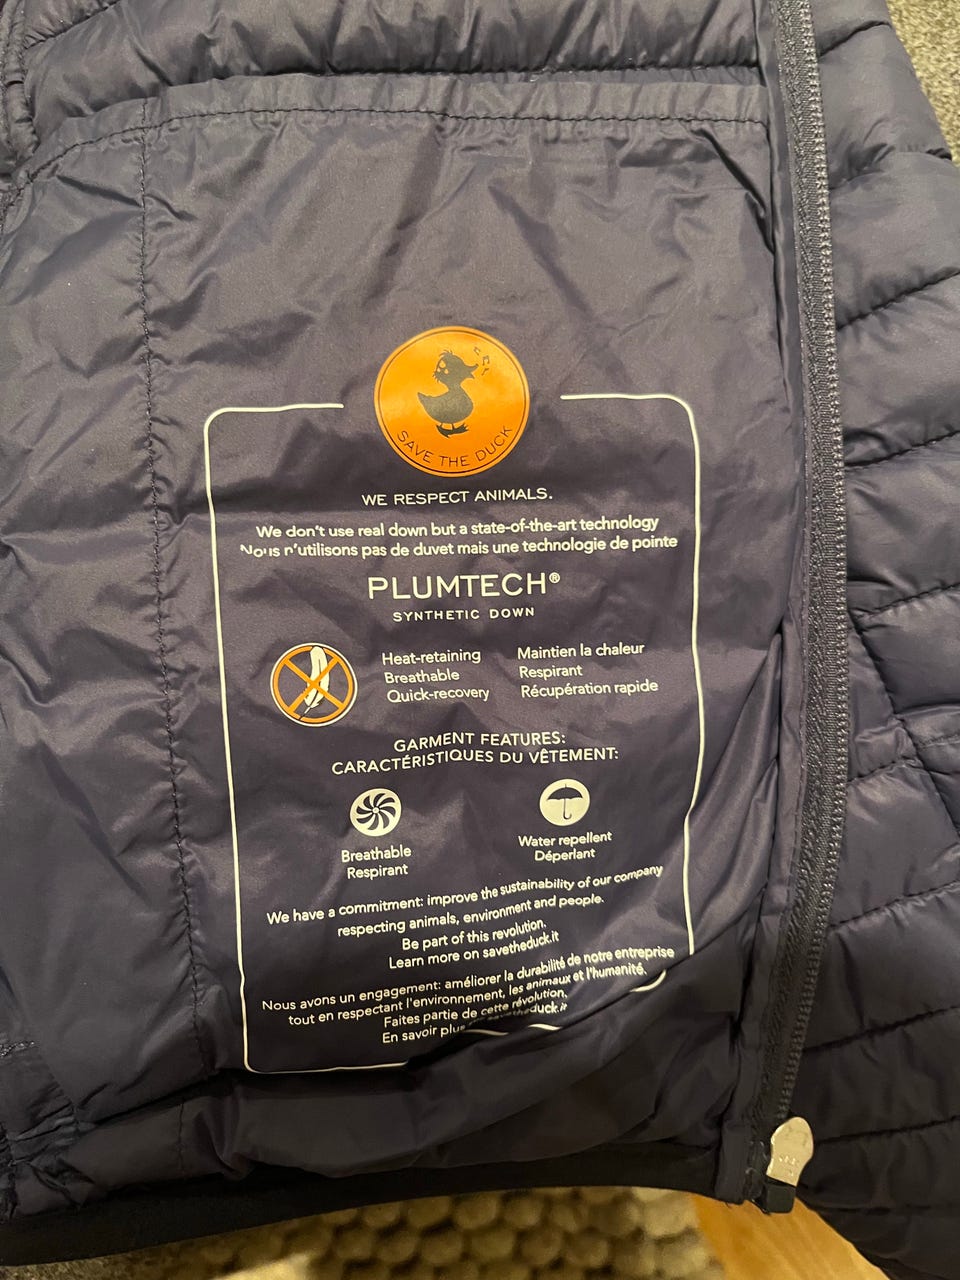 SAVE THE DUCK
WE RESPECT ANIMALS.
We don't use real down but a state-of-the-art technology
Nous n'utilisons pas de duvet mais une technologie de pointe
PLUMTECH®
SYNTHETIC DOWN
Heat-retaining
Breathable
Quick-recovery
Maintien la chaleur
Respirant
Récupération rapide
GARMENT FEATURES:
CARACTÉRISTIQUES DU VÊTEMENT:
Breathable
Respirant
Water repellent
Déperlant
We have a commitment: improve the sustainability of our company
respecting animals, environment and people.
Be part of this revolution.
Learn more on savetheduck.it
Nous avons un engagement: améliorer la durabilité de notre entreprise
tout en respectant l'environnement, les animaux et l'humanité.
Faites partie de cette révolution.
En savoir plus savetheduck.it